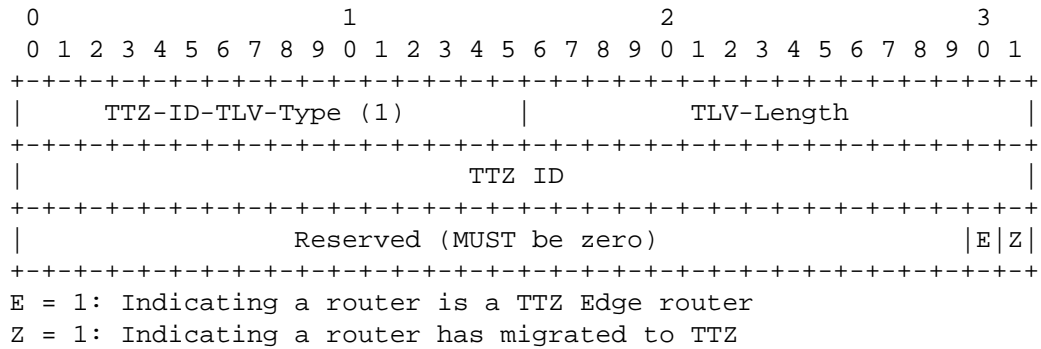 0                   1                   2                   3
 0 1 2 3 4 5 6 7 8 9 0 1 2 3 4 5 6 7 8 9 0 1 2 3 4 5 6 7 8 9 0 1
+-+-+-+-+-+-+-+-+-+-+-+-+-+-+-+-+-+-+-+-+-+-+-+-+-+-+-+-+-+-+-+-+
|     TTZ-ID-TLV-Type (1)       |          TLV-Length           |
+-+-+-+-+-+-+-+-+-+-+-+-+-+-+-+-+-+-+-+-+-+-+-+-+-+-+-+-+-+-+-+-+
|                            TTZ ID                             |
+-+-+-+-+-+-+-+-+-+-+-+-+-+-+-+-+-+-+-+-+-+-+-+-+-+-+-+-+-+-+-+-+
|                 Reserved (MUST be zero)                   |E|Z|
+-+-+-+-+-+-+-+-+-+-+-+-+-+-+-+-+-+-+-+-+-+-+-+-+-+-+-+-+-+-+-+-+
E = 1: Indicating a router is a TTZ Edge router
Z = 1: Indicating a router has migrated to TTZ